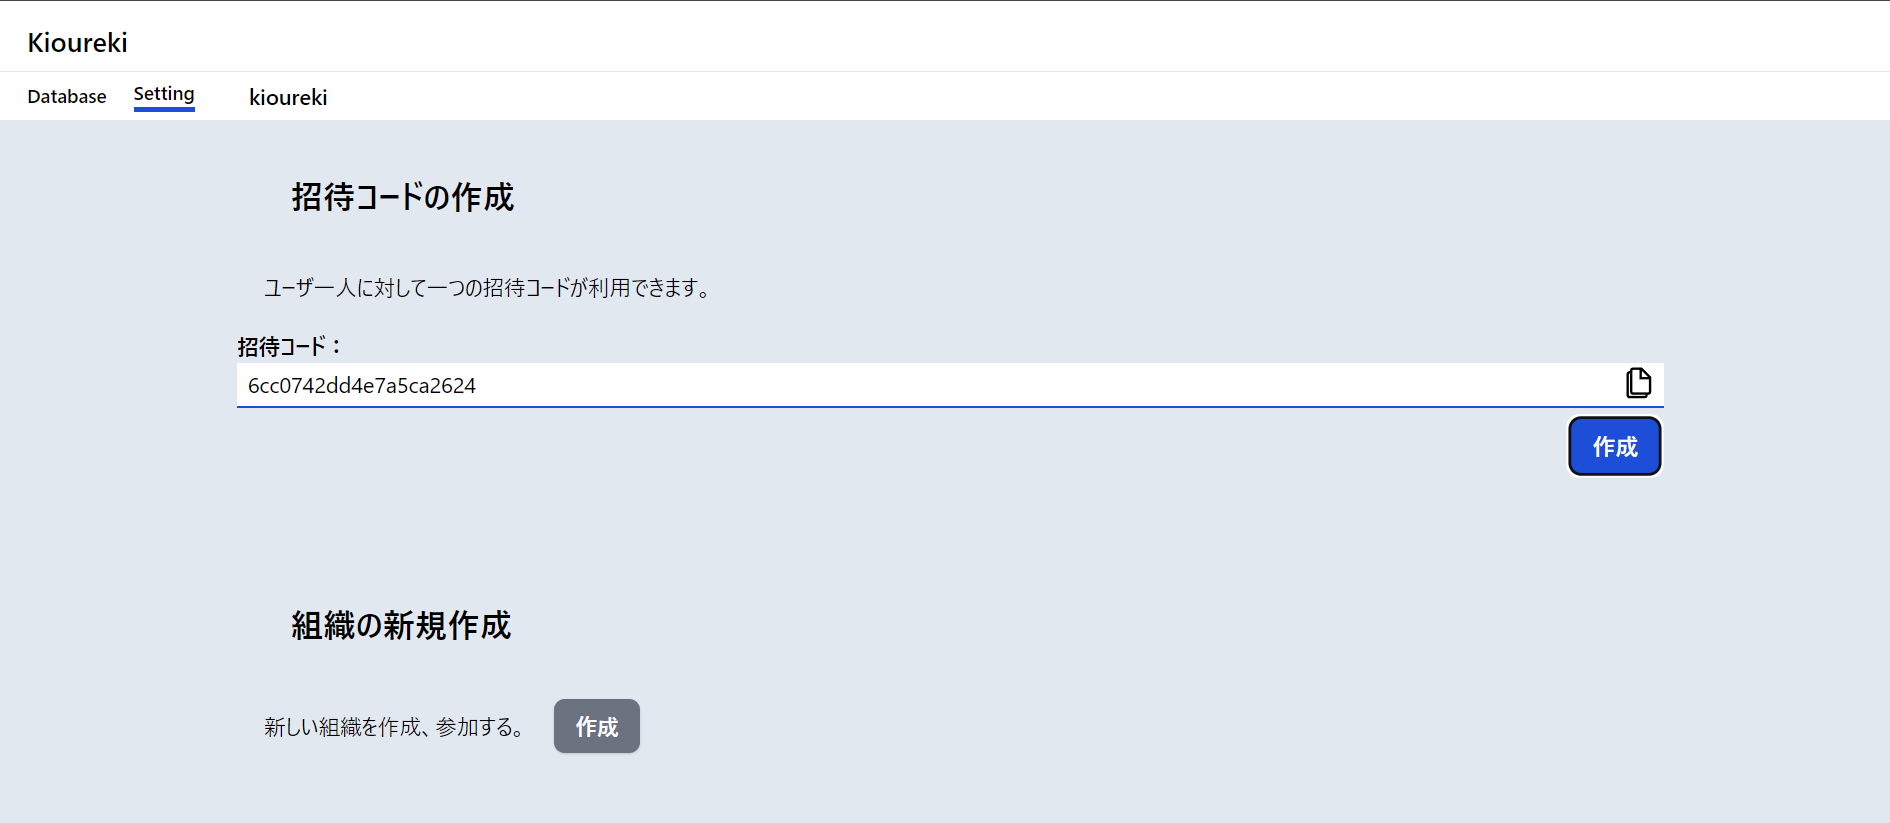 Kioureki
Database Setting kioureki
招待コードの作成
ユーザー人に対して一つの招待コードが利用できます。
招待コード：
6cc0742dd4e7a5ca2624
作成
組織の新規作成
新しい組織を作成、参加する。 作成